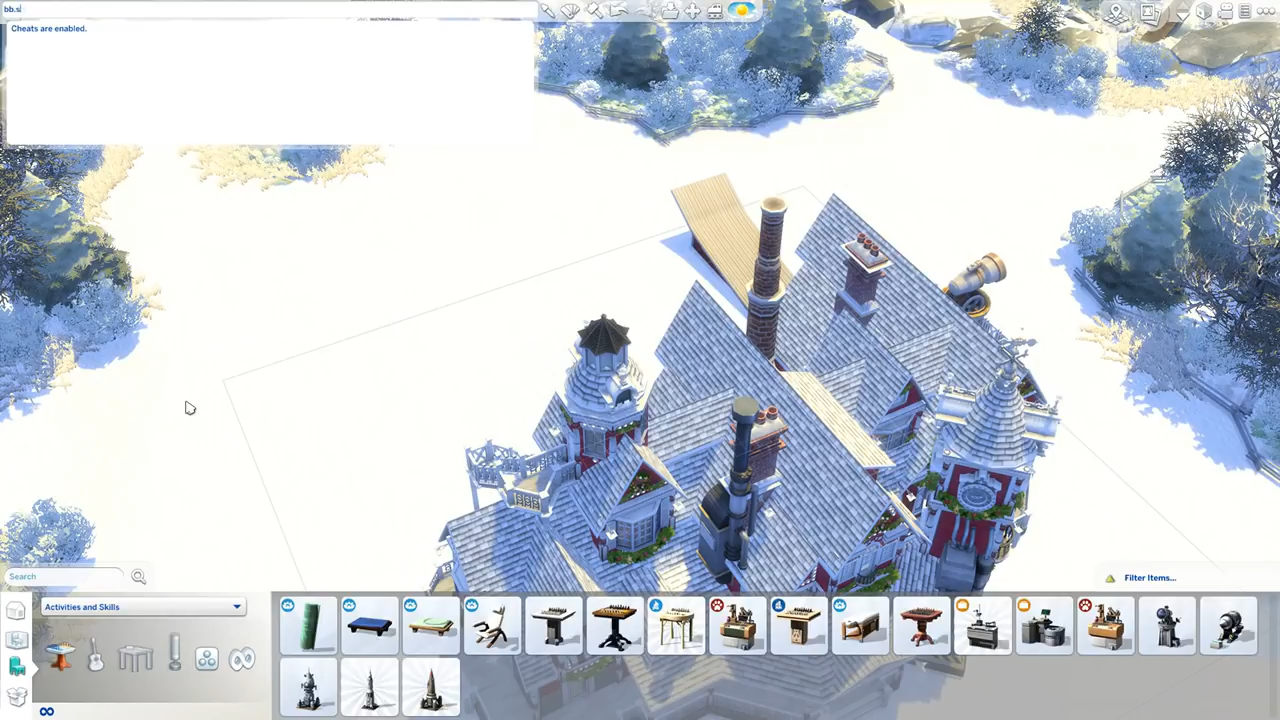 bb.s
Cheats are enabled.
Search
Filter Items...
Activities and Skills